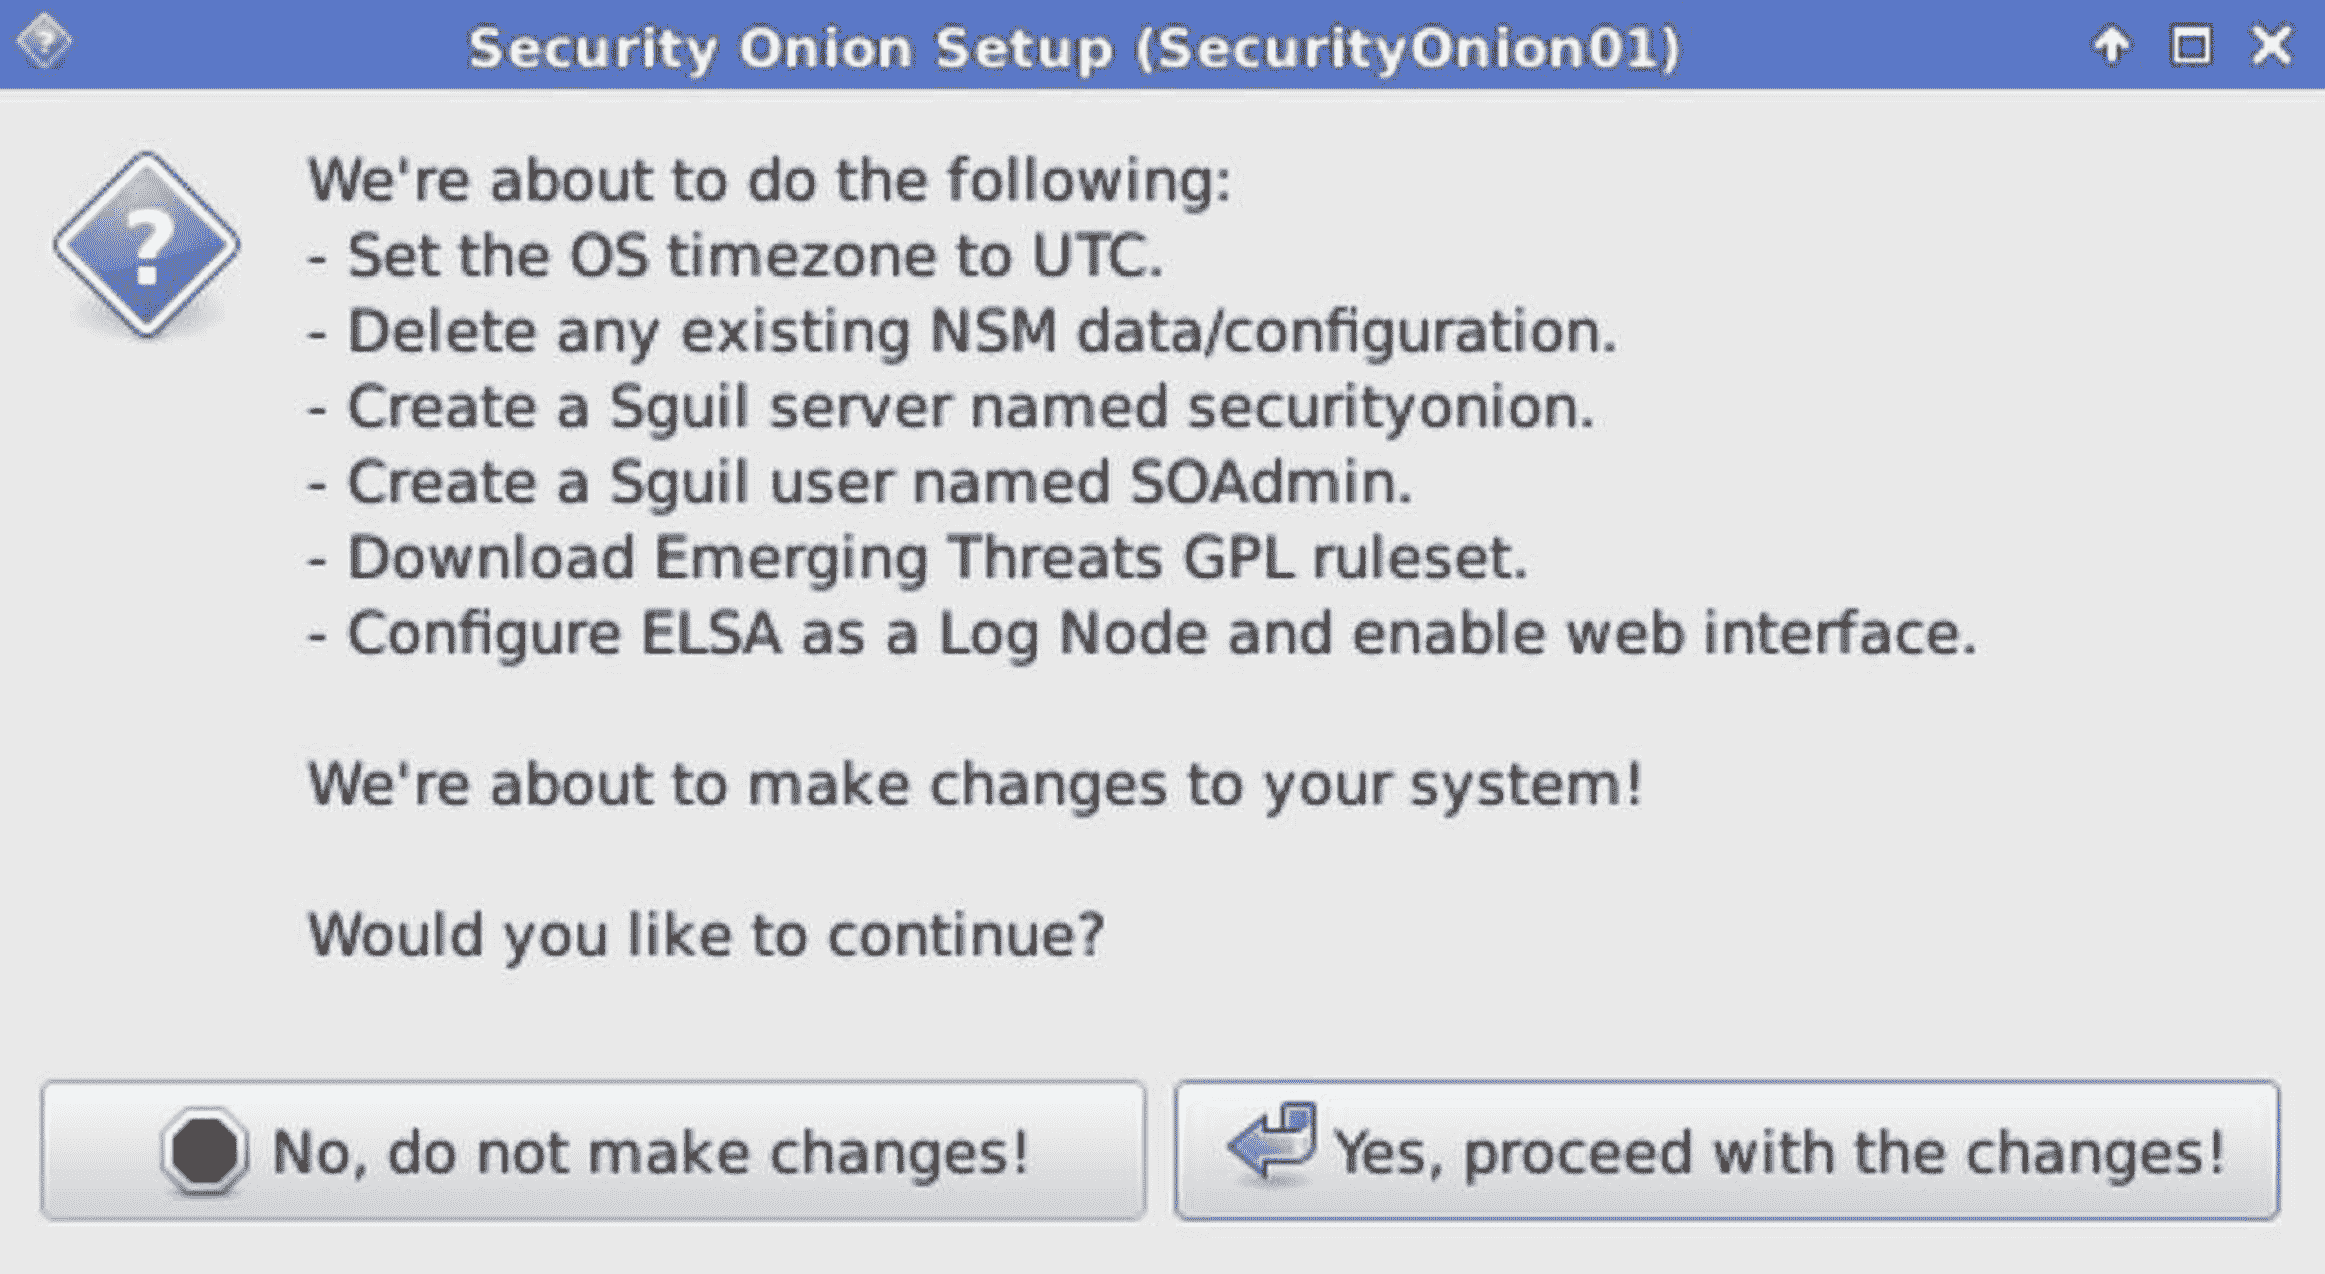 Security Onion Setup (SecurityOnion01)
We're about to do the following:
- Set the OS timezone to UTC.
- Delete any existing NSM data/configuration.
- Create a Sguil server named securityonion.
- Create a Sguil user named SOAdmin.
- Download Emerging Threats GPL ruleset.
- Configure ELSA as a Log Node and enable web interface.
We're about to make changes to your system!
Would you like to continue?
No, do not make changes!
Yes, proceed with the changes!